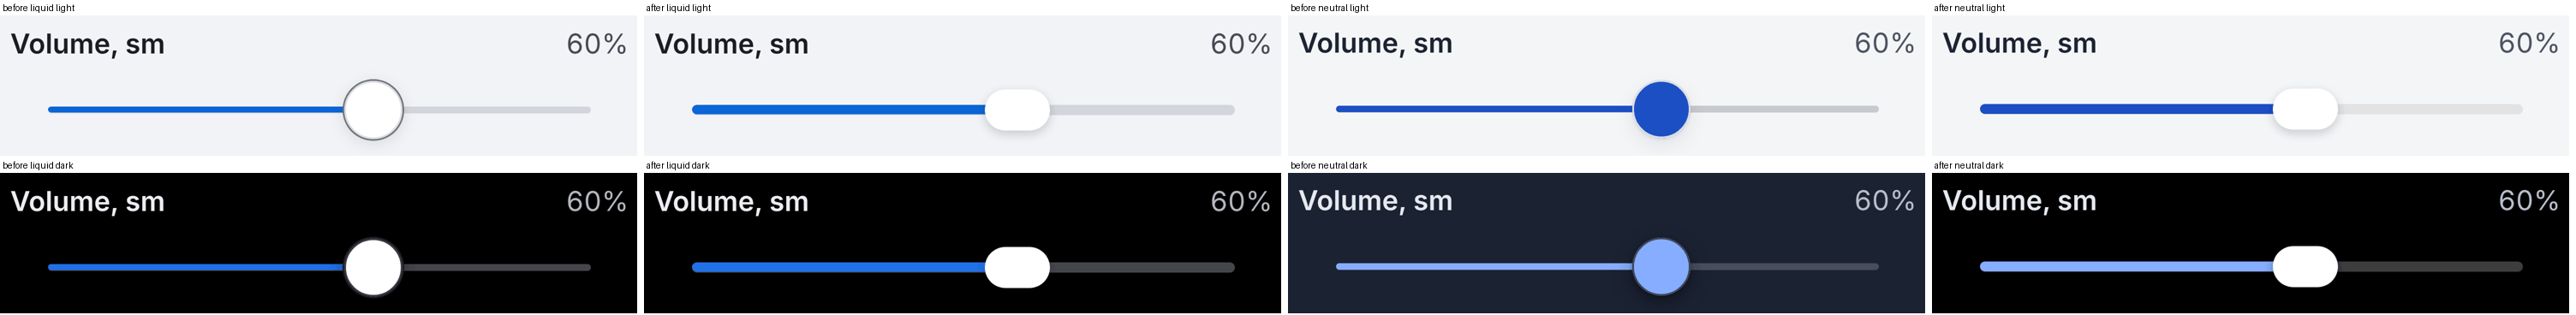 before liquid light
Volume, sm 60%
after liquid light
Volume, sm 60%
before neutral light
Volume, sm 60%
after neutral light
Volume, sm 60%
before liquid dark
Volume, sm 60%
after liquid dark
Volume, sm 60%
before neutral dark
Volume, sm 60%
after neutral dark
Volume, sm 60%